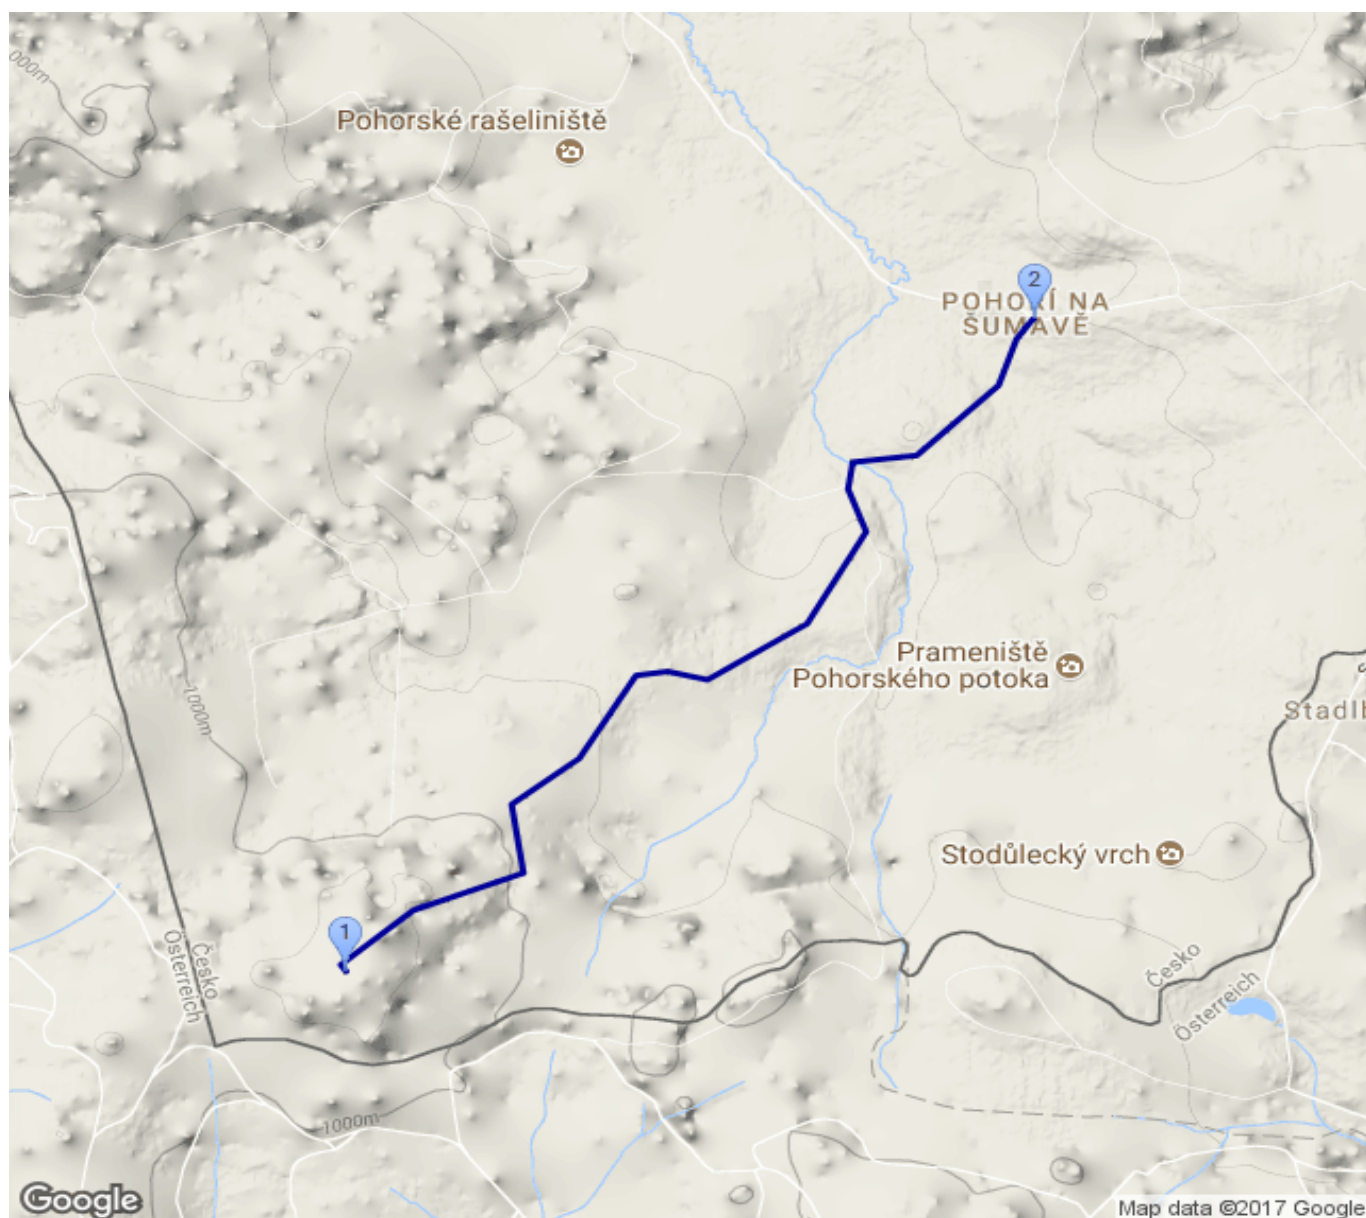 000m
Pohorské rašeliniště
2
POHOŘÍ NA
ŠUMAVĚ
Prameniště
Pohorského potoka
1000m
Stadlb
Stodůlecký vrch
1
Česko
Österreich
Česko
Österreich
1000m
Google
Map data ©2017 Google